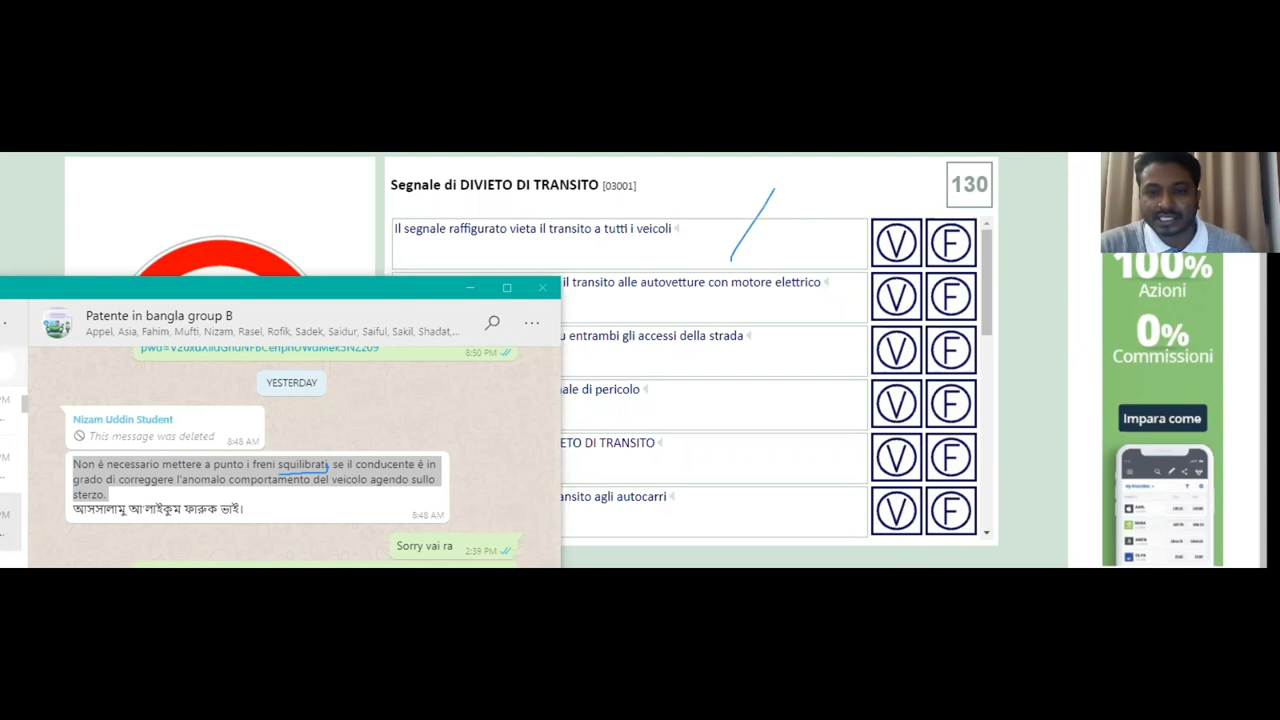 Segnale di DIVIETO DI TRANSITO [03001]
130
Il segnale raffigurato vieta il transito a tutti i veicoli
V F
il transito alle autovetture con motore elettrico
V F
u entrambi gli accessi della strada
V F
ale di pericolo
V F
ETO DI TRANSITO
V F
ansito agli autocarri
V F
Patente in bangla group B
Appel, Asia, Fahim, Mufti, Nizam, Rasel, Rofik, Sadek, Saidur, Saiful, Sakil, Shadat,...
8:50 PM
YESTERDAY
Nizam Uddin Student
This message was deleted
8:45 AM
Non è necessario mettere a punto i freni squilibrati, se il conducente è in
grado di correggere l'anomalo comportamento del veicolo agendo sullo
sterzo.
আসসালামু আ'লাইকুম ফারুক ভাই।
8:48 AM
Sorry vai ra
2:39 PM
100%
Azioni
0%
Commissioni
Impara come